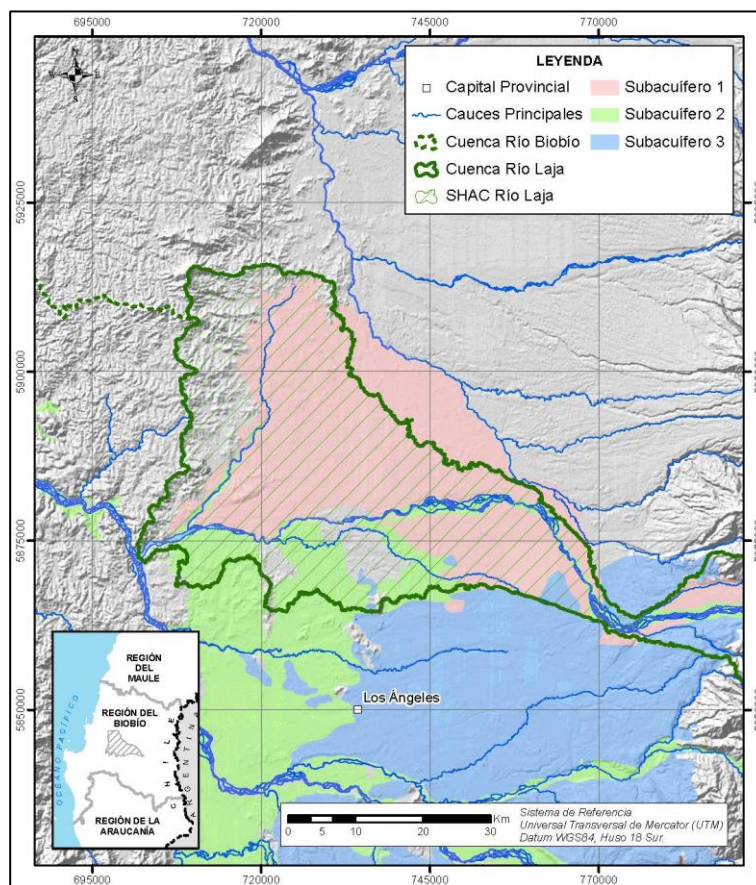 695000 720000 745000 770000
LEYENDA
Capital Provincial
Cauces Principales
Cuenca Río Biobío
Cuenca Río Laja
SHAC Río Laja
Subacuífero 1
Subacuífero 2
Subacuífero 3
5925000
5900000
5875000
5850000
Los Ángeles
REGIÓN
DEL
MAULE
REGIÓN DEL
BIOBÍO
REGIÓN DE LA
ARAUCANÍA
OCÉANO PACÍFICO
CHILE
ARGENTIN
0 5 10 20 30
Km
Sistema de Referencia
Universal Transversal de Mercator (UTM)
Datum WGS84, Huso 18 Sur.
695000 720000 745000 770000